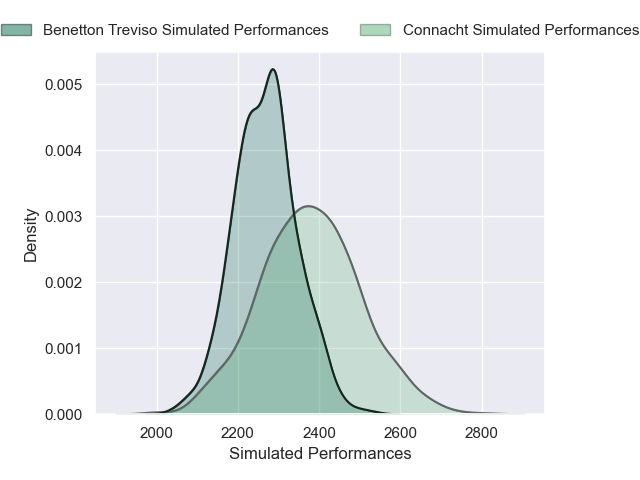 Benetton Treviso Simulated Performances
Connacht Simulated Performances
0.005
0.004
0.003
0.002
0.001
0.000
Density
2000 2200 2400 2600 2800
Simulated Performances